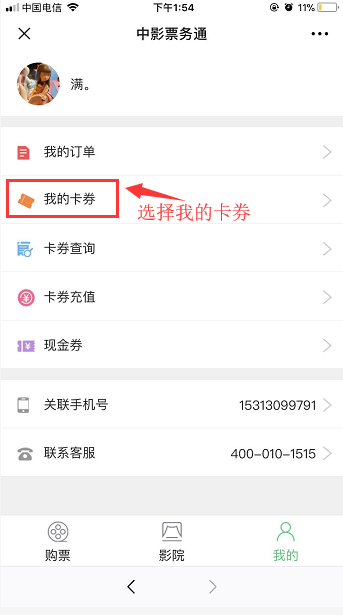 中国电信 下午1:54 11%
中影票务通
满。
我的订单
我的卡券
选择我的卡券
卡券查询
卡券充值
现金券
关联手机号 15313099791
联系客服 400-010-1515
购票 影院 我的